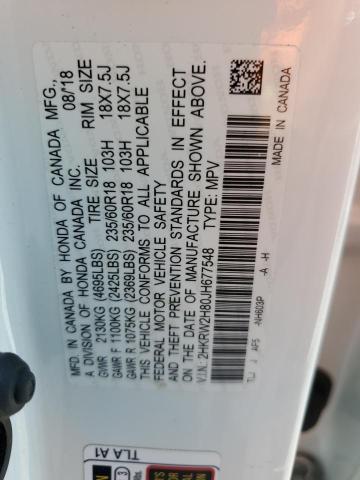 MFD. IN CANADA BY HONDA OF CANADA MFG.,
A DIVISION OF HONDA CANADA INC. 08/18
TIRE SIZE RIM SIZE
GVWR 2130KG (4695LBS)
GAWR F 1100KG (2425LBS) 235/60R18 103H 18X7.5J
GAWR R 1075KG (2369LBS) 235/60R18 103H 18X7.5J
THIS VEHICLE CONFORMS TO ALL APPLICABLE
FEDERAL MOTOR VEHICLE SAFETY
AND THEFT PREVENTION STANDARDS IN EFFECT
ON THE DATE OF MANUFACTURE SHOWN ABOVE.
V.I.N.: 2HKRW2H80JH677548 TYPE: MPV
NH603P -A -H
TLJ J AF5
MADE IN CANADA
TLA A1